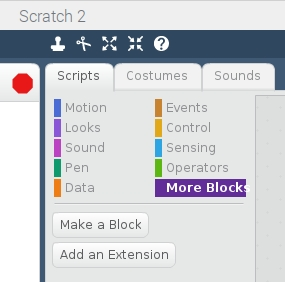 Scratch 2
Scripts Costumes Sounds
Motion Events
Looks Control
Sound Sensing
Pen Operators
Data More Blocks
Make a Block
Add an Extension